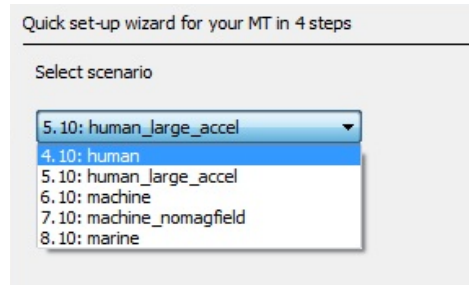 Quick set-up wizard for your MT in 4 steps
Select scenario
5.10: human_large_accel
4.10: human
5.10: human_large_accel
6.10: machine
7.10: machine_nomagfield
8.10: marine